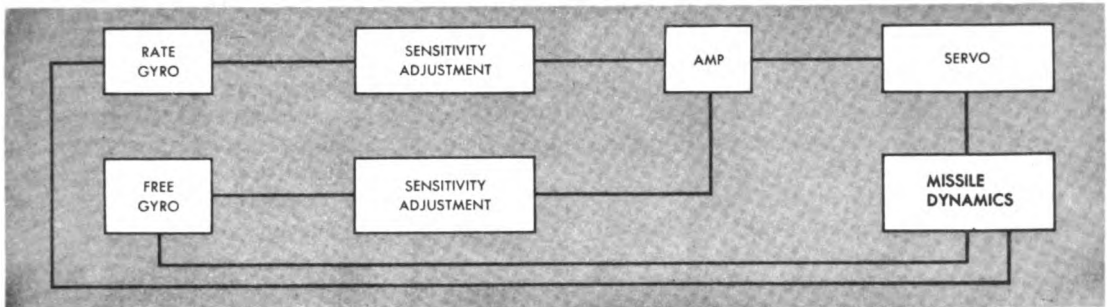 RATE
GYRO
SENSITIVITY
ADJUSTMENT
AMP
SERVO
FREE
GYRO
SENSITIVITY
ADJUSTMENT
MISSILE
DYNAMICS